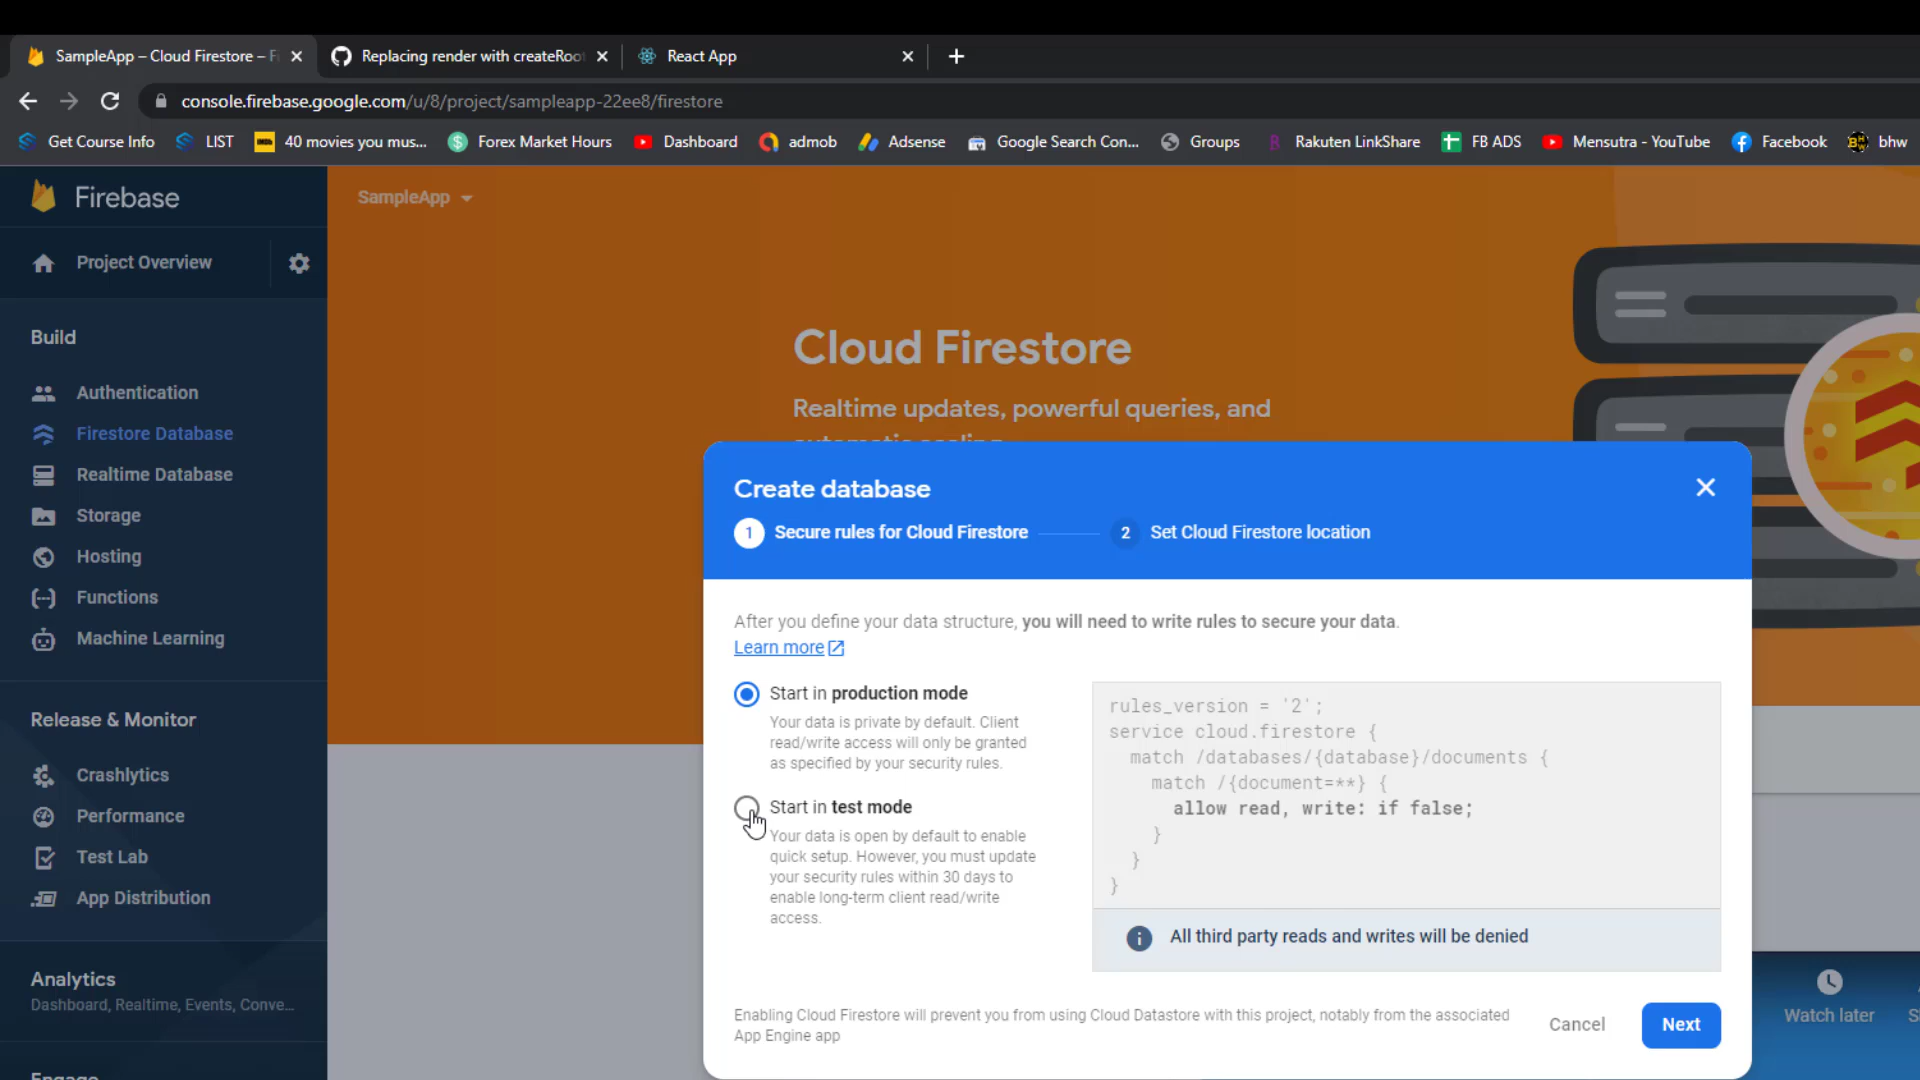 SampleApp – Cloud Firestore – F
Replacing render with createRoo
React App
console.firebase.google.com/u/8/project/sampleapp-22ee8/firestore
Get Course Info
LIST
40 movies you mus...
Forex Market Hours
Dashboard
admob
Adsense
Google Search Con...
Groups
Rakuten LinkShare
FB ADS
Mensutra - YouTube
Facebook
bhw
Firebase
SampleApp
Project Overview
Build
Authentication
Firestore Database
Realtime Database
Storage
Hosting
Functions
Machine Learning
Release & Monitor
Crashlytics
Performance
Test Lab
App Distribution
Analytics
Dashboard, Realtime, Events, Conve...
Engage
Cloud Firestore
Realtime updates, powerful queries, and
automatic scaling
Create database
1 Secure rules for Cloud Firestore
2 Set Cloud Firestore location
After you define your data structure, you will need to write rules to secure your data.
Learn more
Start in production mode
Your data is private by default. Client
read/write access will only be granted
as specified by your security rules.
Start in test mode
Your data is open by default to enable
quick setup. However, you must update
your security rules within 30 days to
enable long-term client read/write
access.
rules_version = '2';
service cloud.firestore {
match /databases/{database}/documents {
match /{document=**} {
allow read, write: if false;
}
}
}
All third party reads and writes will be denied
Enabling Cloud Firestore will prevent you from using Cloud Datastore with this project, notably from the associated
App Engine app
Cancel
Next
Watch later